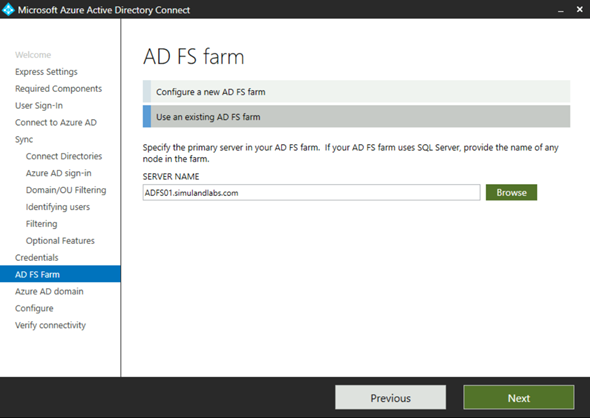 Microsoft Azure Active Directory Connect
Welcome
Express Settings
Required Components
User Sign-In
Connect to Azure AD
Sync
Connect Directories
Azure AD sign-in
Domain/OU Filtering
Identifying users
Filtering
Optional Features
Credentials
AD FS Farm
Azure AD domain
Configure
Verify connectivity
AD FS farm
Configure a new AD FS farm
Use an existing AD FS farm
Specify the primary server in your AD FS farm. If your AD FS farm uses SQL Server, provide the name of any
node in the farm.
SERVER NAME
ADFS01.simulandlabs.com
Browse
Previous
Next